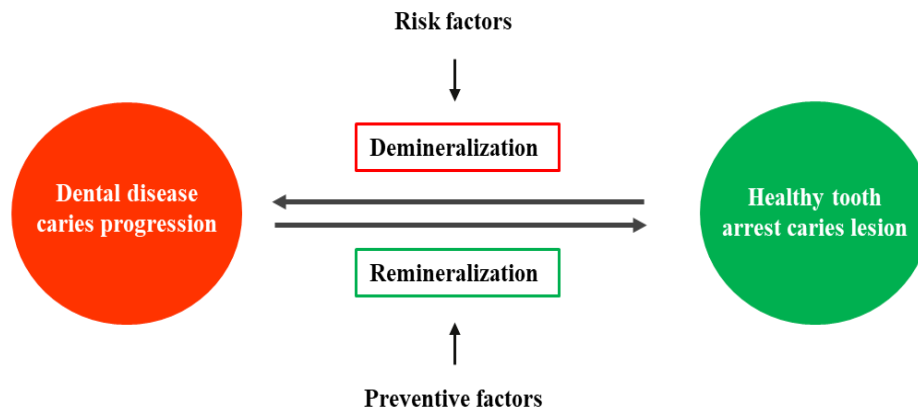 Risk factors
Demineralization
Dental disease
caries progression
Healthy tooth
arrest caries lesion
Remineralization
Preventive factors